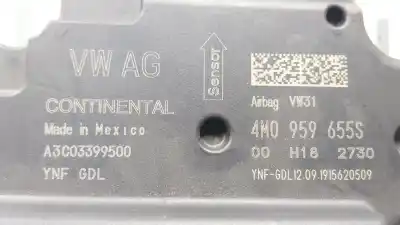 VW AG
CONTINENTAL
Made in Mexico
A3C03399500
YNF GDL
Sensor
Airbag VW31
4M0 959 655S
00 H18 2730
YNF-GDL12.09.1915620509